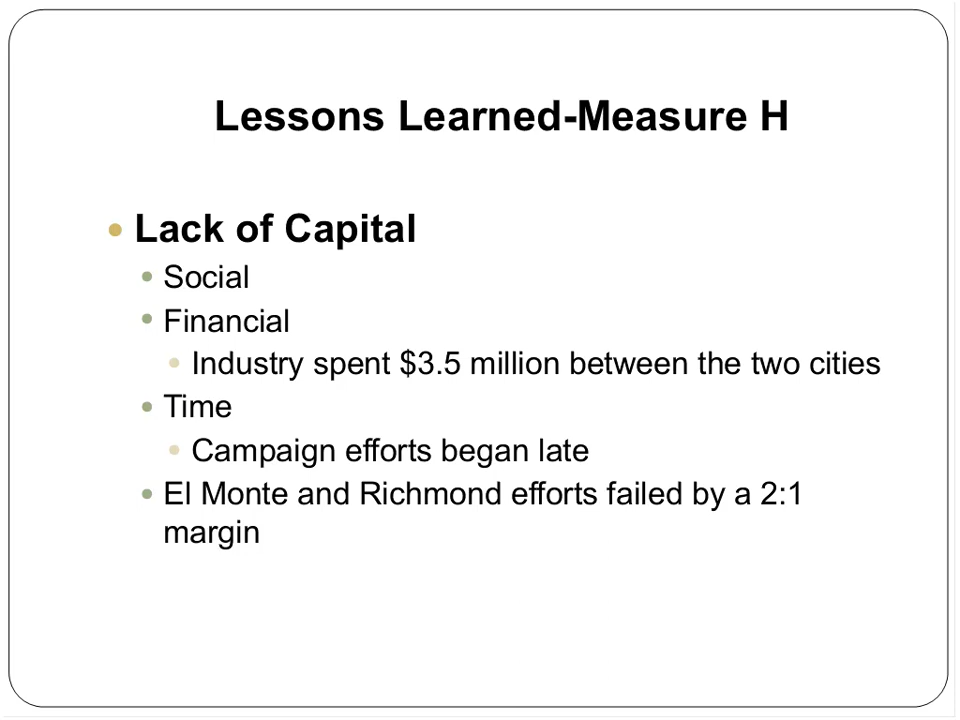 Lessons Learned-Measure H
Lack of Capital
Social
Financial
Industry spent $3.5 million between the two cities
Time
Campaign efforts began late
El Monte and Richmond efforts failed by a 2:1
margin